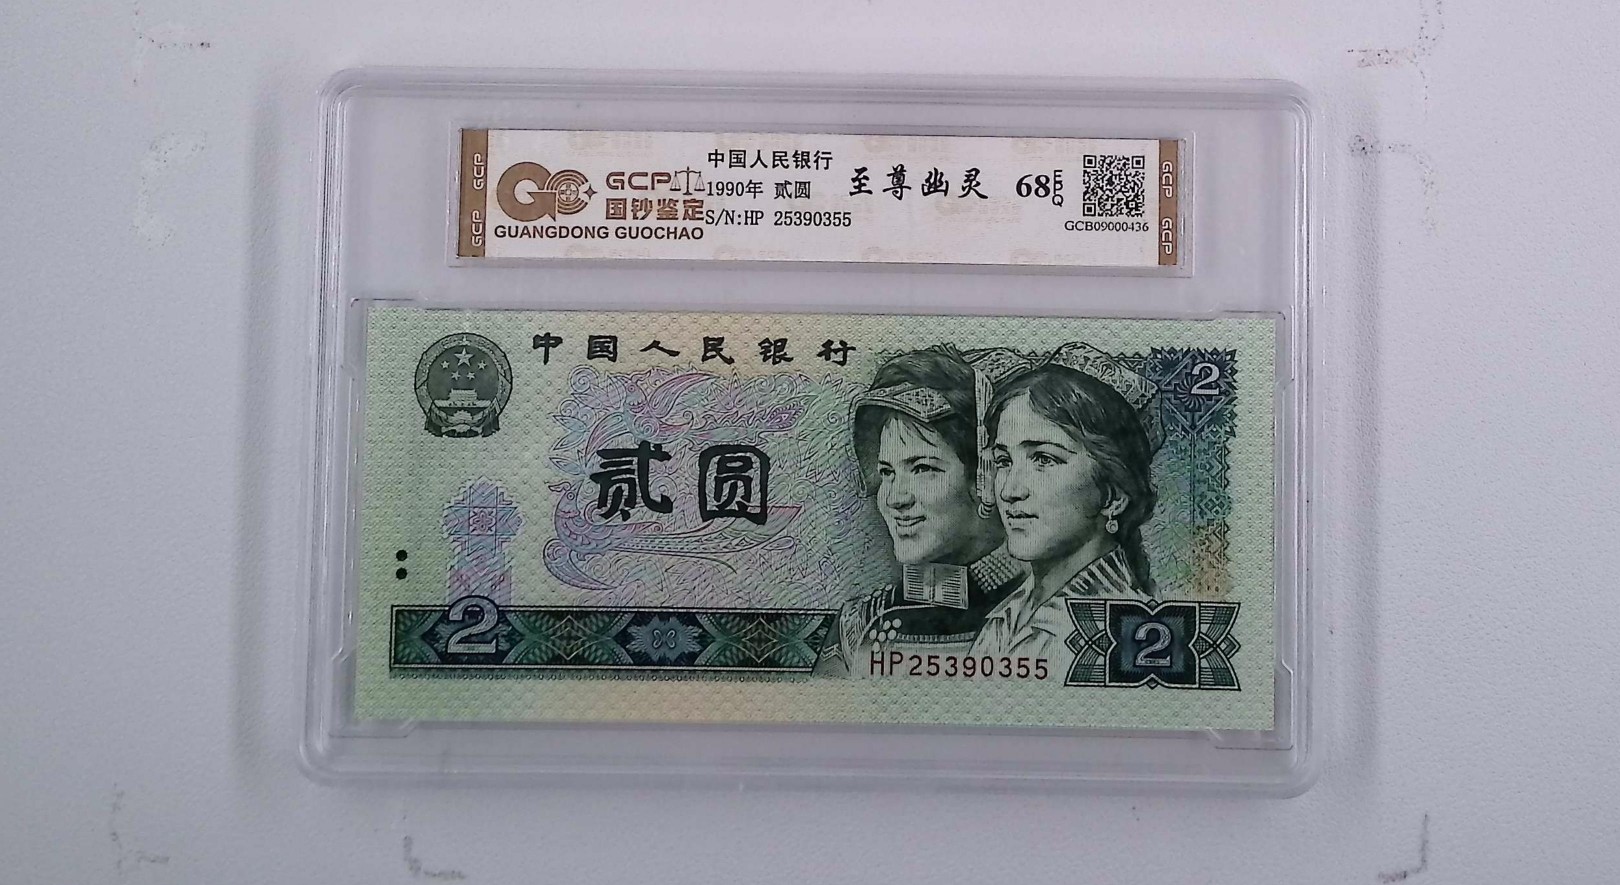 GCP GCP
GCP
国钞鉴定
GUANGDONG GUOCHAO
中国人民银行
1990年 贰圆
S/N:HP 25390355
至尊幽灵
68 EPQ
GCB09000436
GCP GCP
中国人民银行
2
贰圆
2
HP25390355
2